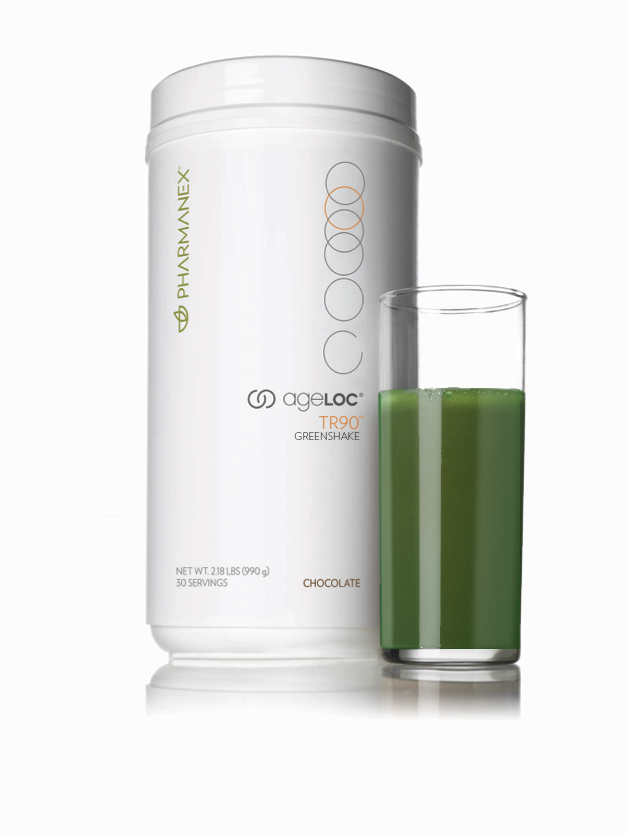 PHARMANEX®
ageLOC®
TR90™
GREENSHAKE
NET WT. 2.18 LBS (990 g)
30 SERVINGS
CHOCOLATE